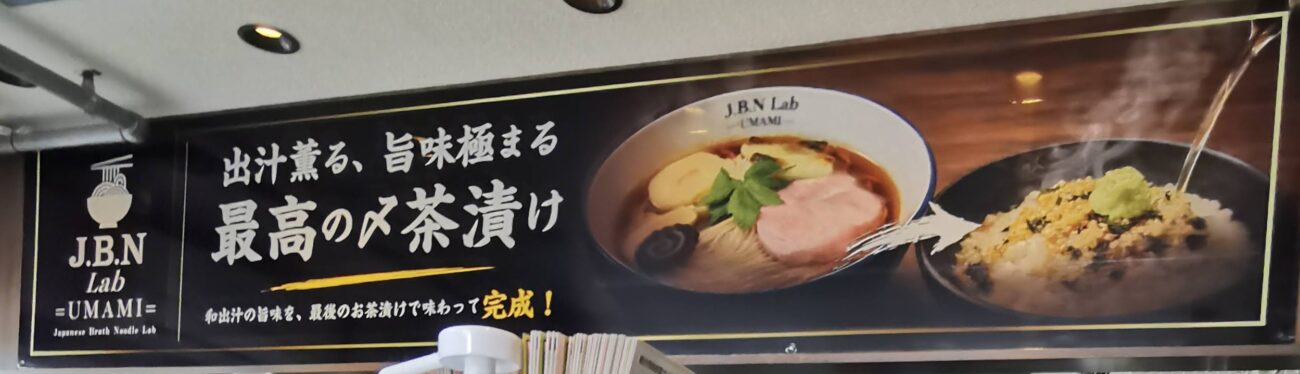 J.B.N
Lab
=UMAMI=
Japanese Broth Noodle Lab
出汁薫る、旨味極まる
最高の〆茶漬け
和出汁の旨味を、最後のお茶漬けで味わって完成！
J.B.N Lab
UMAMI